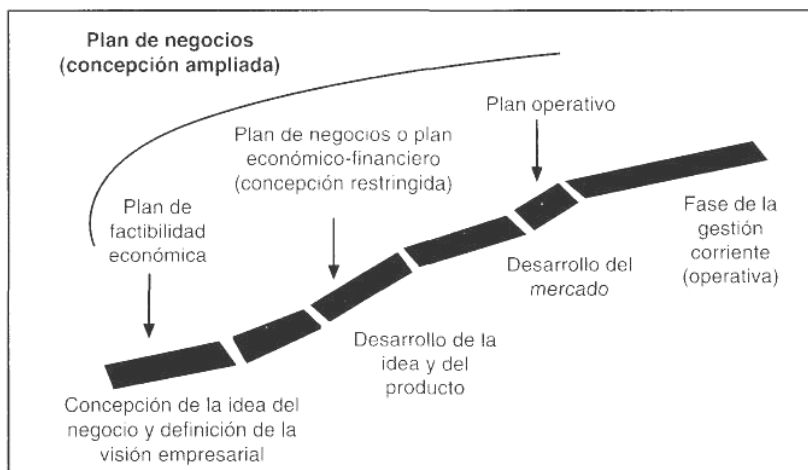 Plan de negocios
(concepción ampliada)
Plan operativo
Plan de negocios o plan
económico-financiero
(concepción restringida)
Plan de
factibilidad
económica
Fase de la
gestión
corriente
(operativa)
Desarrollo del
mercado
Desarrollo de la
idea y del
producto
Concepción de la idea del
negocio y definición de la
visión empresarial